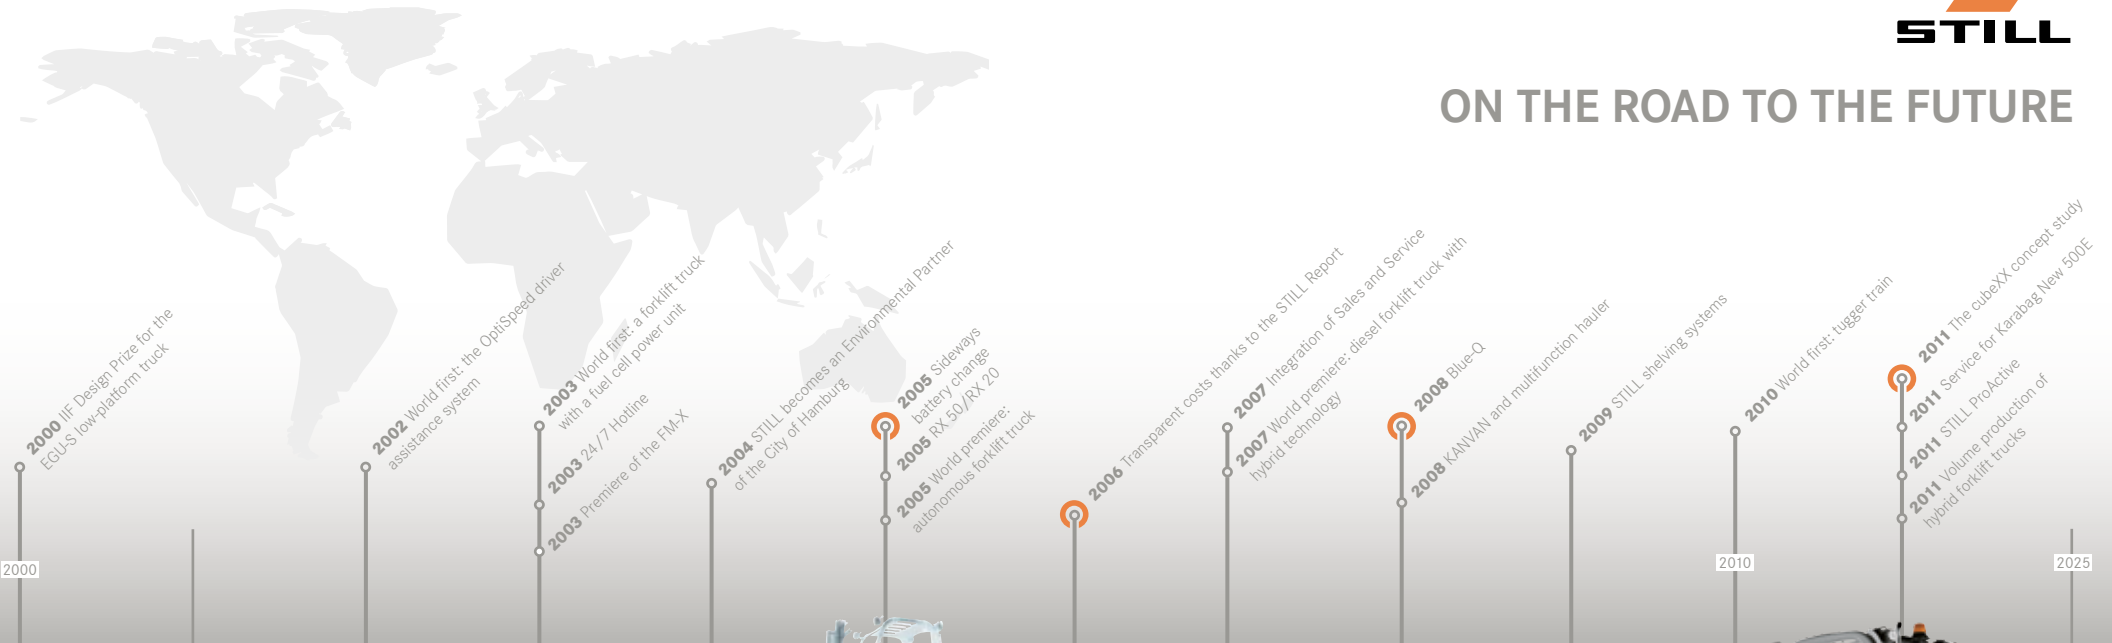 STILL
ON THE ROAD TO THE FUTURE
2000 IIF Design Prize for the
EGU-S low-platform truck
2002 World first: the OptiSpeed driver
assistance system
2003 World first: a forklift truck
with a fuel cell power unit
2003 24/7 Hotline
2003 Premiere of the FM-X
2004 STILL becomes an Environmental Partner
of the City of Hamburg
2005 Sideways
battery change
2005 RX 50/RX 20
2005 World premiere:
autonomous forklift truck
2006 Transparent costs thanks to the STILL Report
2007 Integration of Sales and Service
2007 World premiere: diesel forklift truck with
hybrid technology
2008 Blue-Q
2008 KANVAN and multifunction hauler
2009 STILL shelving systems
2010 World first: tugger train
2011 The cubeXX concept study
2011 Service for Karabag New 500E
2011 STILL ProActive
2011 Volume production of
hybrid forklift trucks
2000
2010
2025